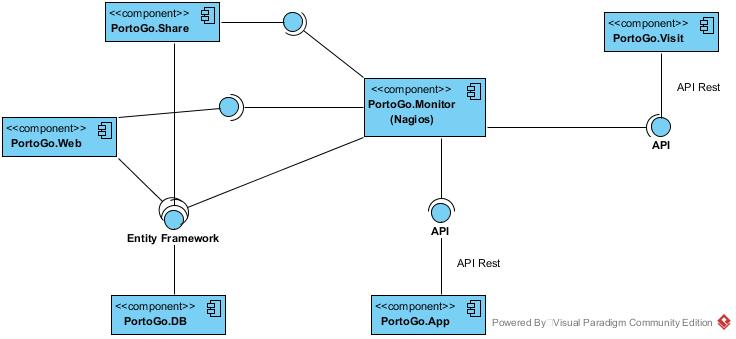 <<component>>
PortoGo.Share
<<component>>
PortoGo.Visit
<<component>>
PortoGo.Monitor
(Nagios)
API Rest
<<component>>
PortoGo.Web
API
Entity Framework
API
API Rest
<<component>>
PortoGo.DB
<<component>>
PortoGo.App
Powered By Visual Paradigm Community Edition